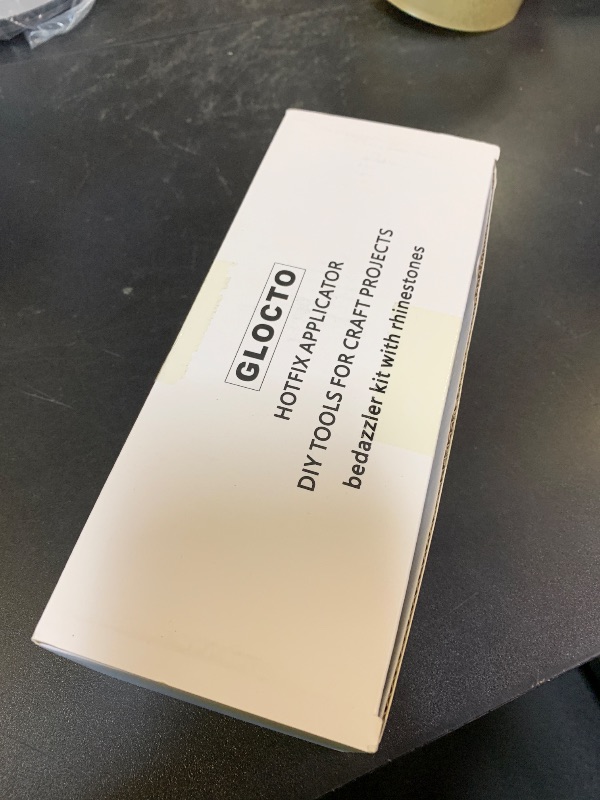 GLOCTO
HOTFIX APPLICATOR
DIY TOOLS FOR CRAFT PROJECTS
bedazzler kit with rhinestones